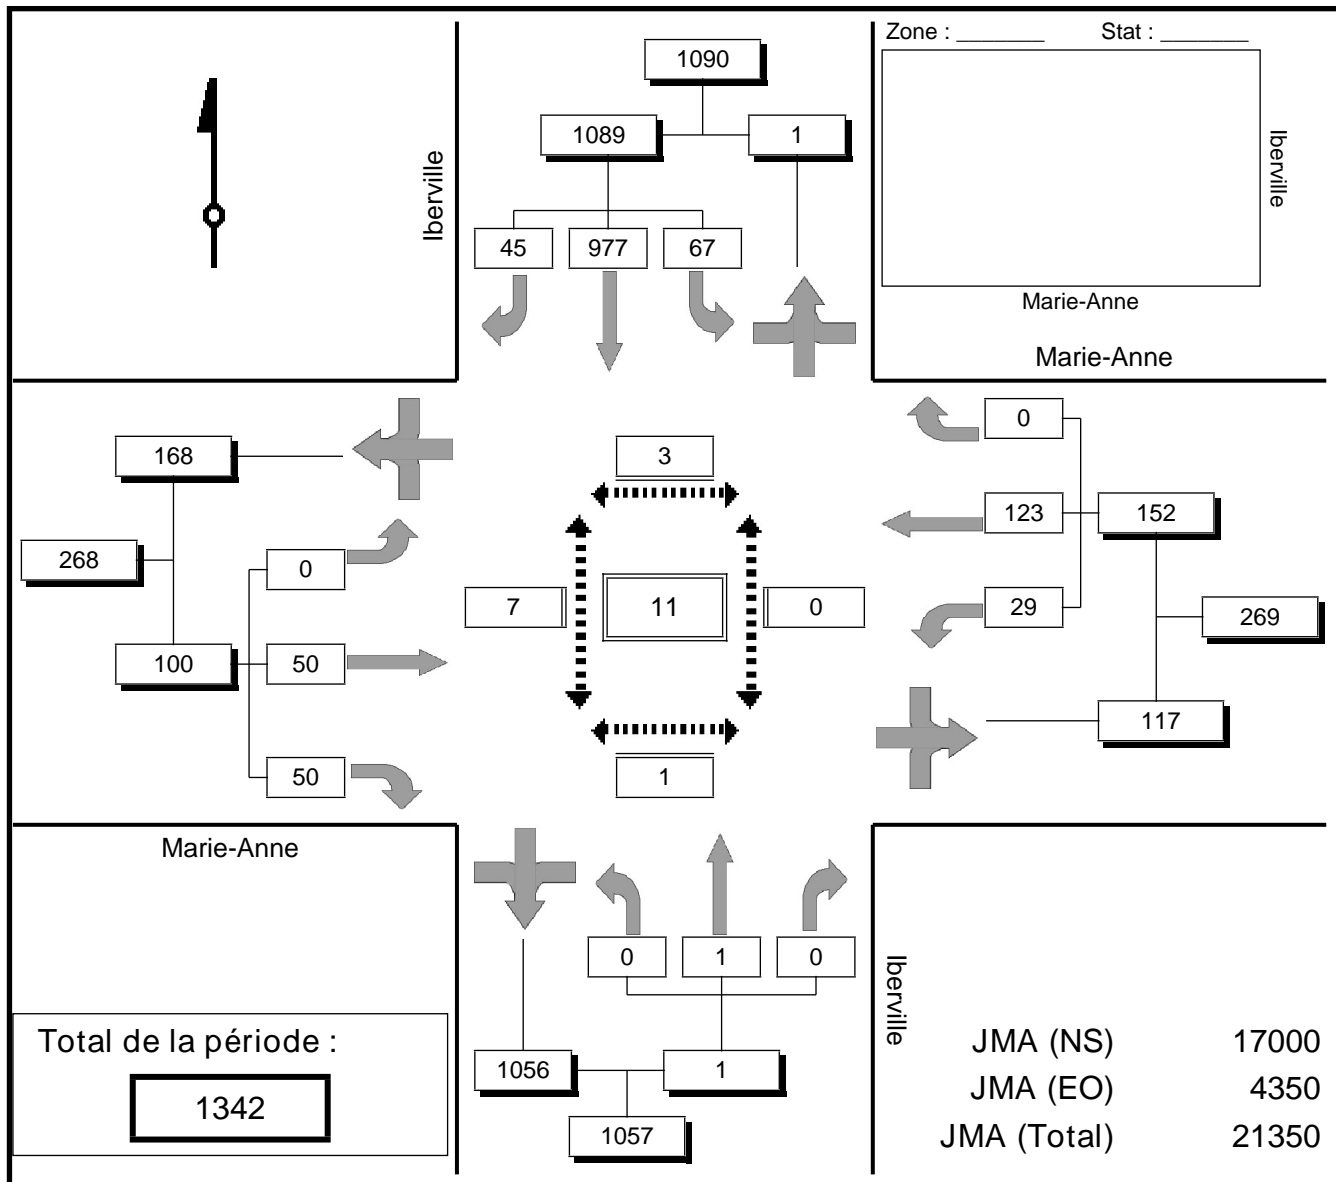 Zone : _______ Stat : _______
1090
1089
1
Iberville
Iberville
45
977
67
Marie-Anne
Marie-Anne
0
168
3
123
152
268
0
7
11
0
29
269
100
50
117
50
1
Marie-Anne
0
1
0
Iberville
Total de la période :
1342
1056
1
1057
JMA (NS) 17000
JMA (EO) 4350
JMA (Total) 21350